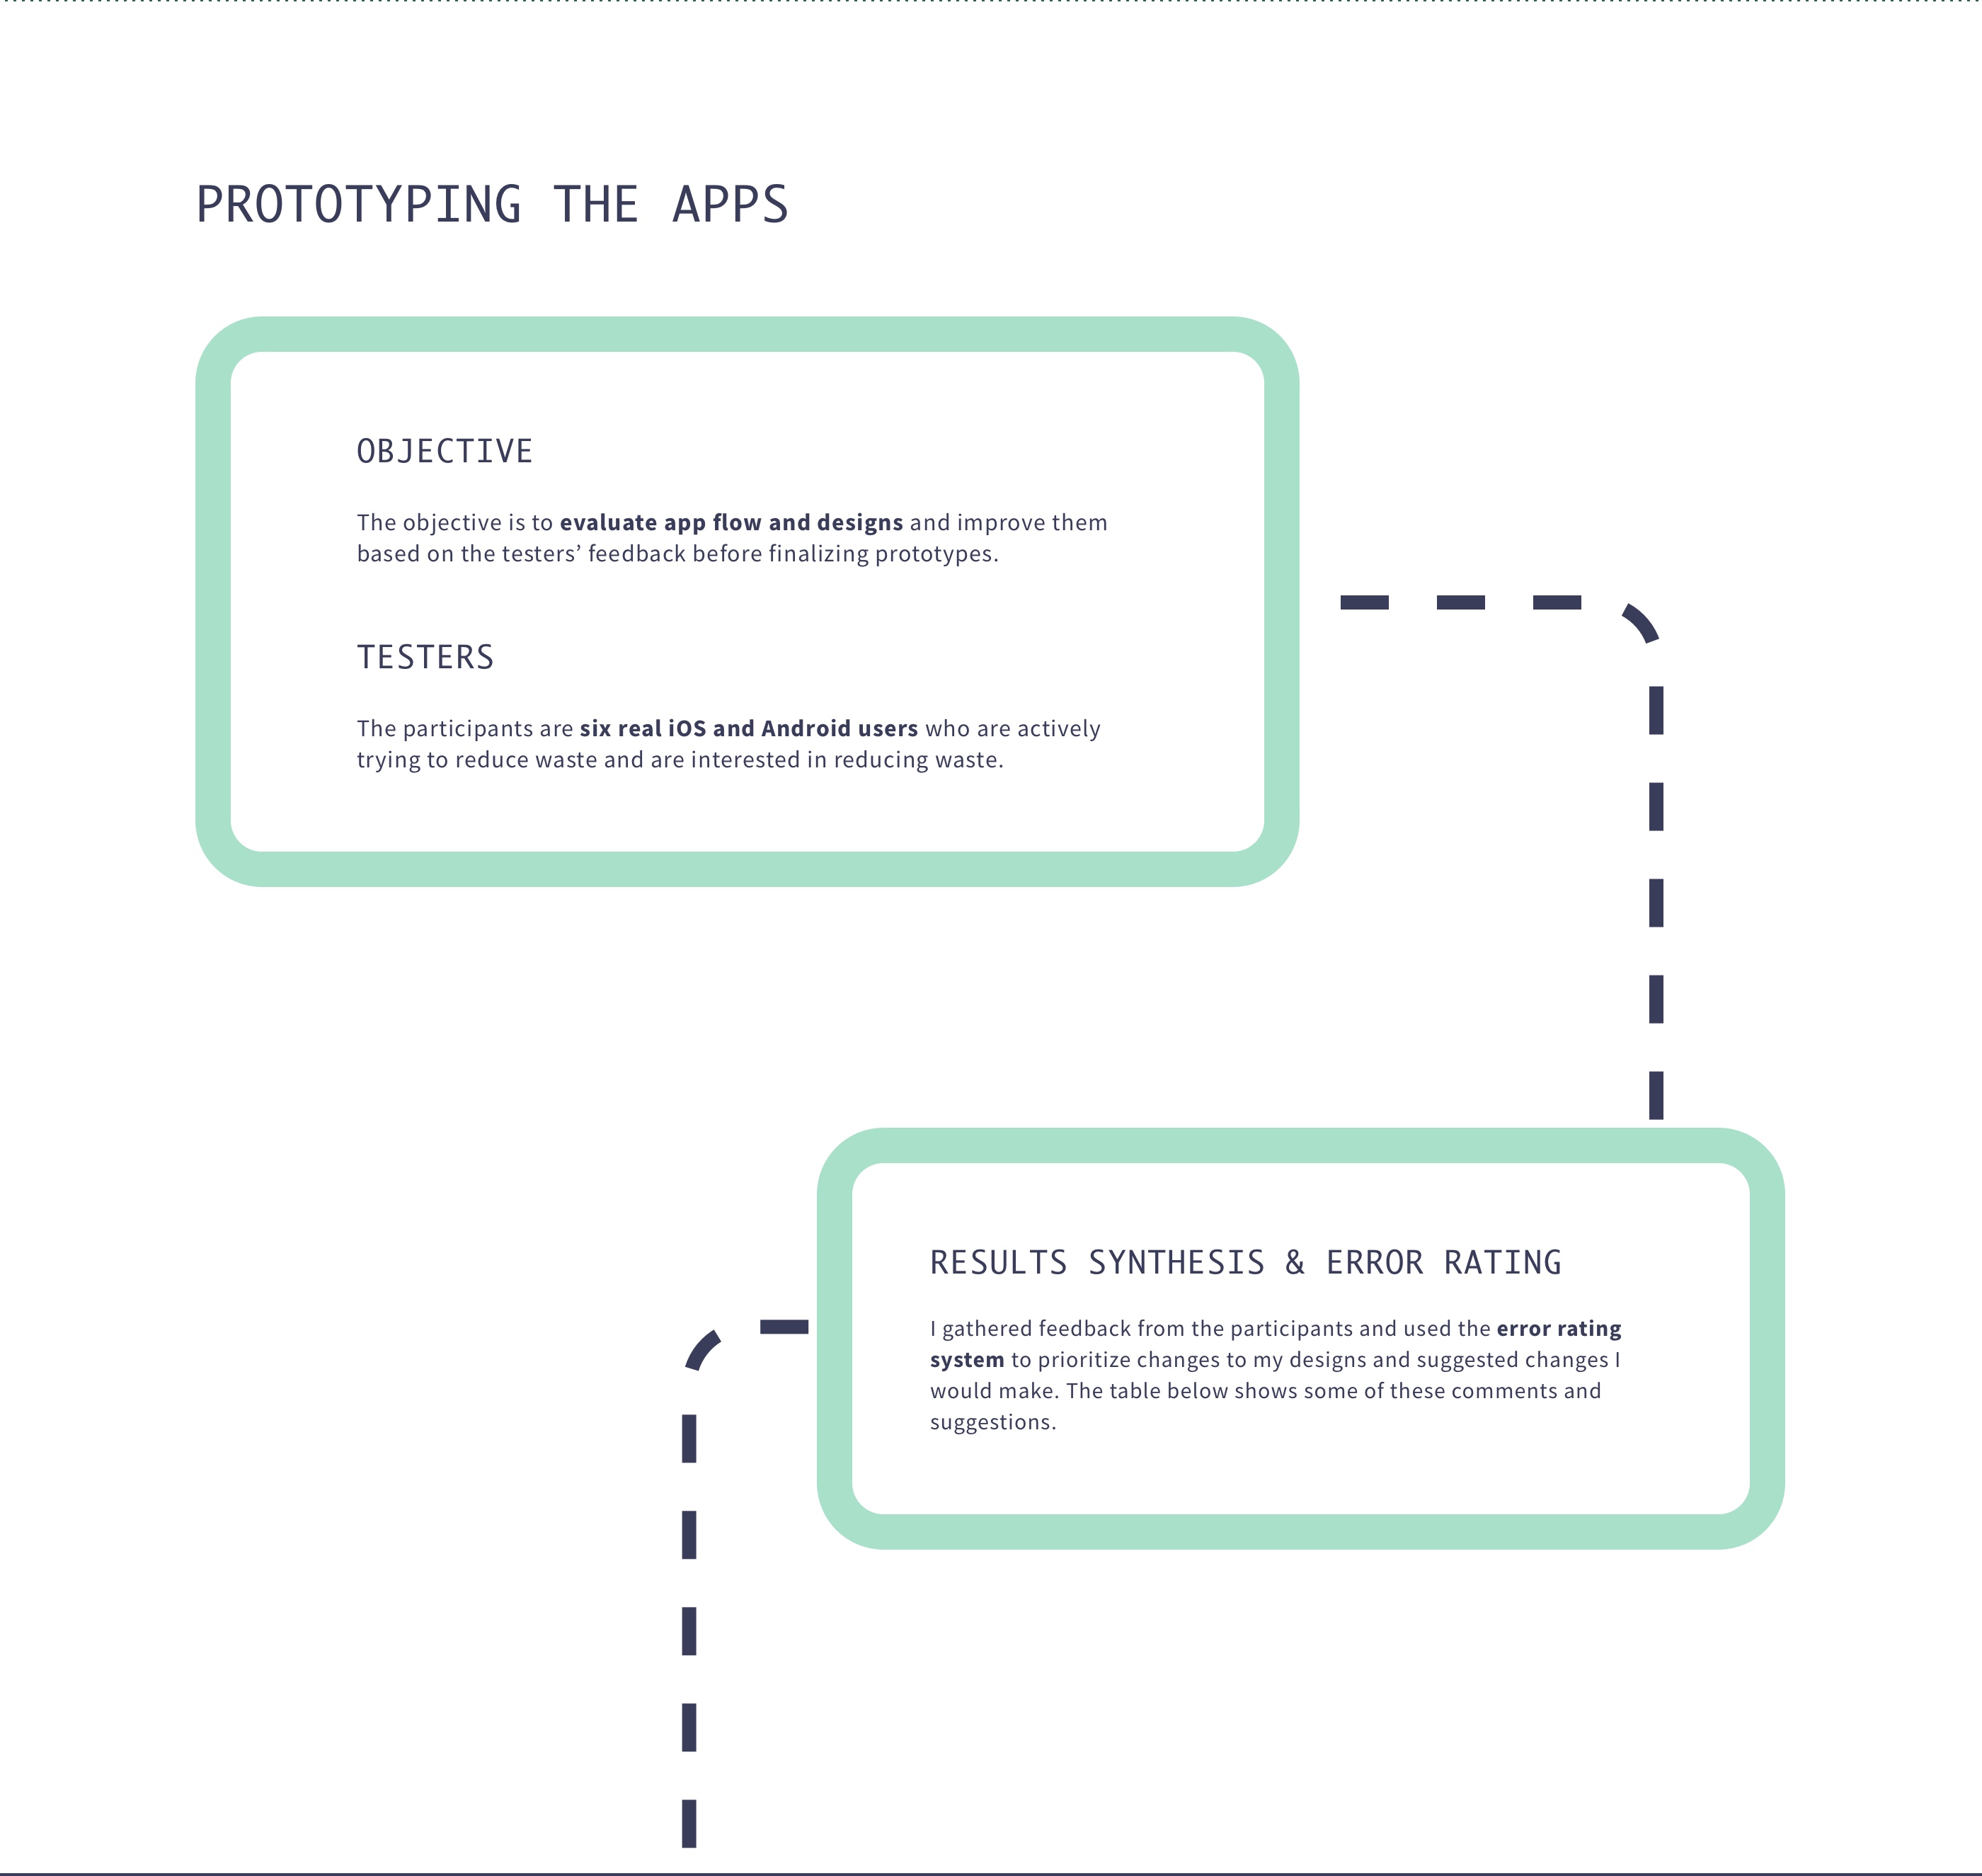 PROTOTYPING THE APPS
OBJECTIVE
The objective is to evaluate app flow and designs and improve them
based on the testers’ feedback before finalizing prototypes.
TESTERS
The participants are six real iOS and Android users who are actively
trying to reduce waste and are interested in reducing waste.
RESULTS SYNTHESIS & ERROR RATING
I gathered feedback from the participants and used the error rating
system to prioritize changes to my designs and suggested changes I
would make. The table below shows some of these comments and
suggestions.